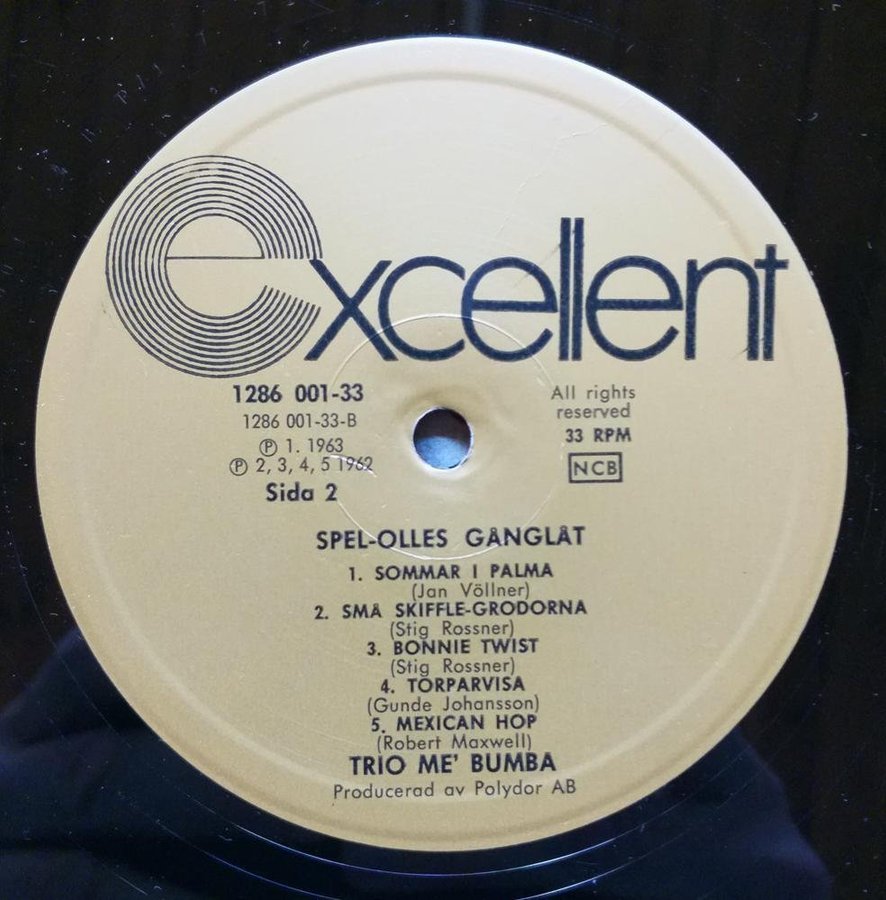 excellent
1286 001-33
1286 001-33-B
Ⓟ 1. 1963
Ⓟ 2, 3, 4, 5 1962
Sida 2
All rights
reserved
33 RPM
NCB
SPEL-OLLES GÅNGLÅT
1. SOMMAR I PALMA
(Jan Völlner)
2. SMÅ SKIFFLE-GRODORNA
(Stig Rossner)
3. BONNIE TWIST
(Stig Rossner)
4. TORPARVISA
(Gunde Johansson)
5. MEXICAN HOP
(Robert Maxwell)
TRIO ME' BUMBA
Producerad av Polydor AB